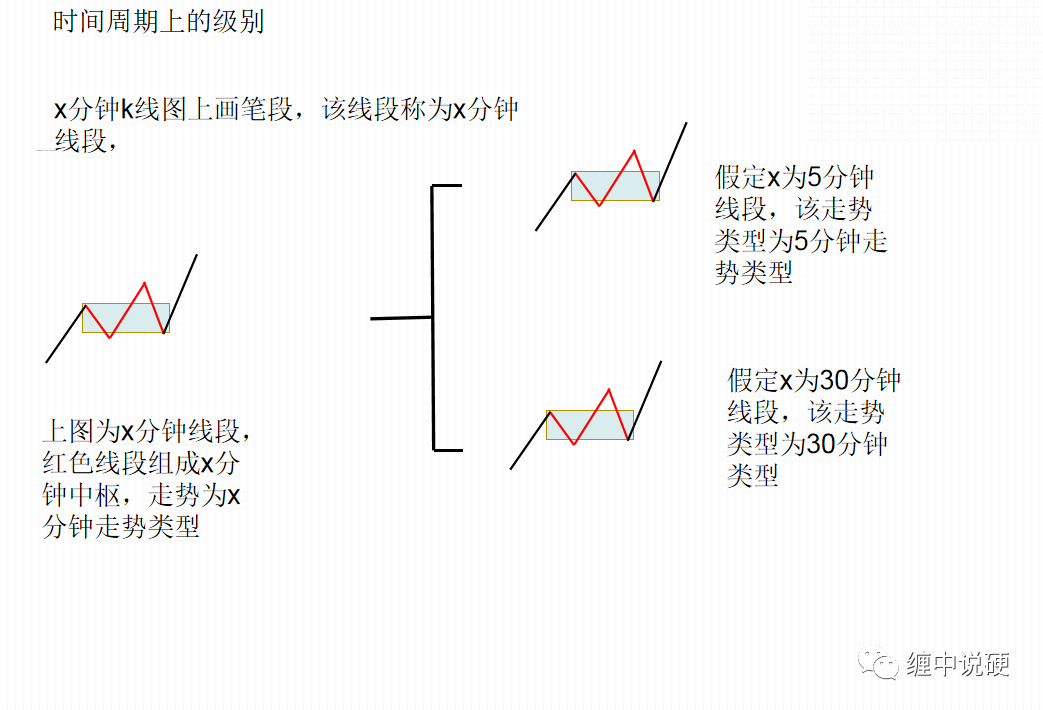 时间周期上的级别
x分钟k线图上画笔段，该线段称为x分钟
线段，
假定x为5分钟
线段，该走势
类型为5分钟走
势类型
假定x为30分钟
线段，该走势
类型为30分钟
类型
上图为x分钟线段，
红色线段组成x分
钟中枢，走势为x
分钟走势类型
缠中说硬